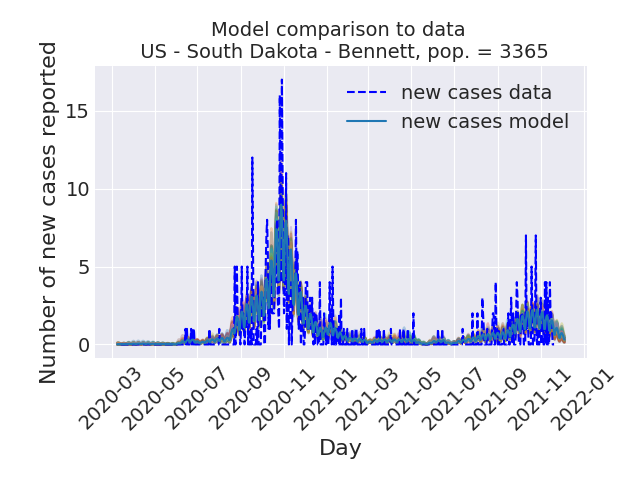 Model comparison to data
US - South Dakota - Bennett, pop. = 3365
Number of new cases reported
15
10
5
0
new cases data
new cases model
2020-03
2020-05
2020-07
2020-09
2020-11
2021-01
2021-03
2021-05
2021-07
2021-09
2021-11
2022-01
Day